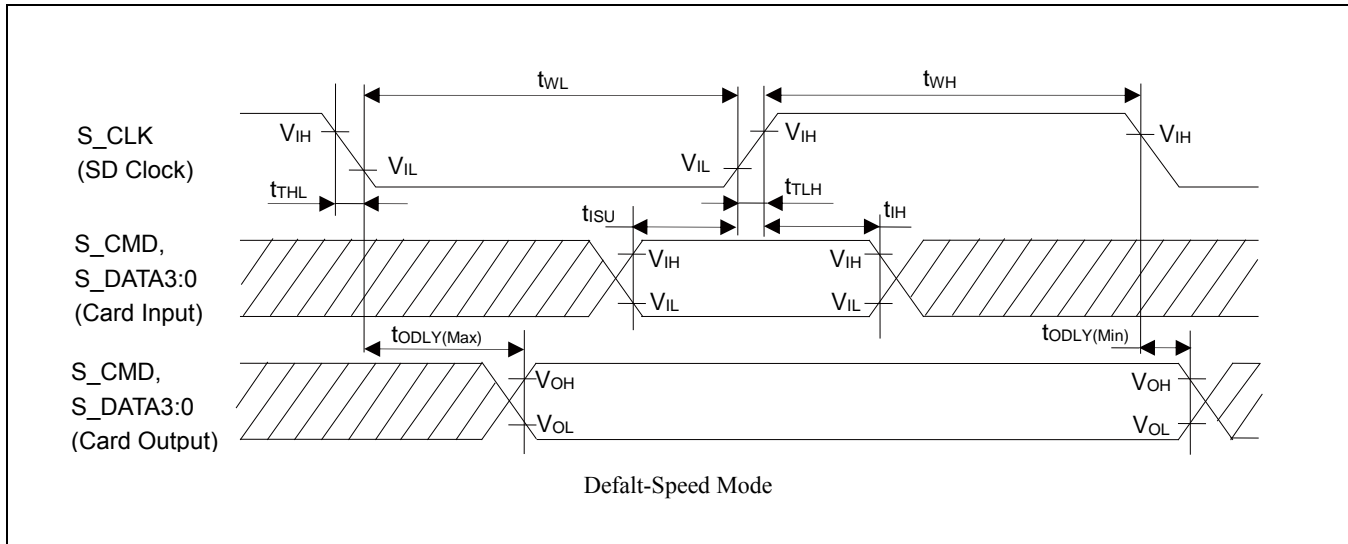 tWL
tWH
S_CLK
(SD Clock)
VIH
VIL
VIL
VIH
VIH
tTHL
tTLH
tISU
tIH
S_CMD,
S_DATA3:0
(Card Input)
VIH
VIL
VIH
VIL
tODLY(Max)
tODLY(Min)
S_CMD,
S_DATA3:0
(Card Output)
VOH
VOL
VOH
VOL
Defalt-Speed Mode